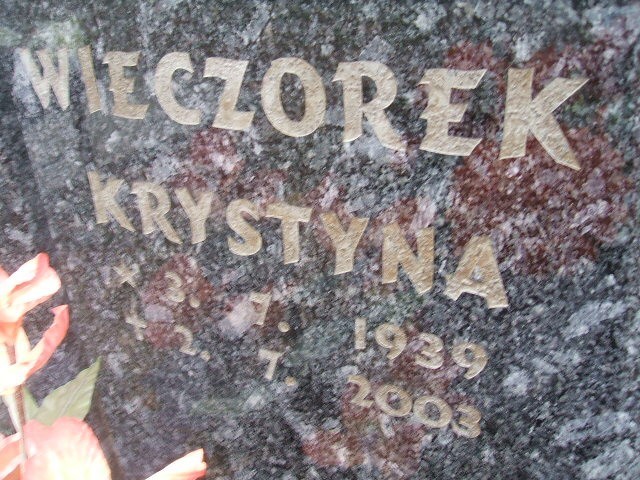 WIECZOREK
KRYSTYNA
* 3. 7. 1939
+ 2. 7. 2003